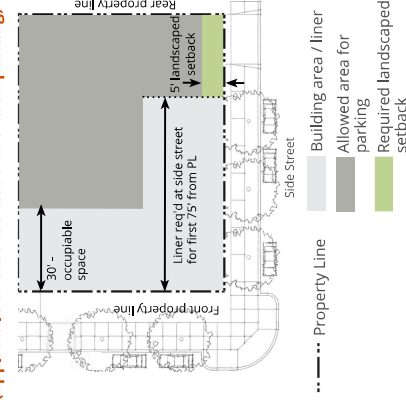 Rear property line
5' landscaped
setback
30' -
occupiable
space
Liner req'd at side street
for first 75' from PL
Front property line
Side Street
Property Line
Building area / liner
Allowed area for
parking
Required landscaped
setback